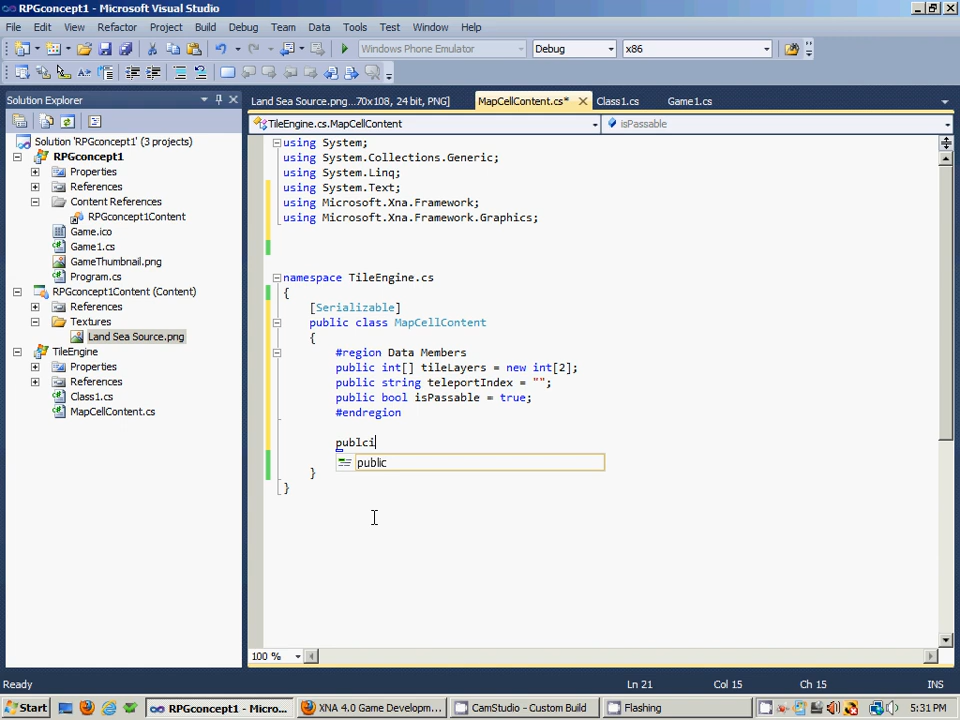 RPGconcept1 - Microsoft Visual Studio
File Edit View Refactor Project Build Debug Team Data Tools Test Window Help
Windows Phone Emulator Debug x86
Solution Explorer
Land Sea Source.png...70x108, 24 bit, PNG] MapCellContent.cs* Class1.cs Game1.cs
TileEngine.cs.MapCellContent isPassable
Solution 'RPGconcept1' (3 projects)
RPGconcept1
Properties
References
Content References
RPGconcept1Content
Game.ico
Game1.cs
GameThumbnail.png
Program.cs
RPGconcept1Content (Content)
References
Textures
Land Sea Source.png
TileEngine
Properties
References
Class1.cs
MapCellContent.cs
using System;
using System.Collections.Generic;
using System.Linq;
using System.Text;
using Microsoft.Xna.Framework;
using Microsoft.Xna.Framework.Graphics;
namespace TileEngine.cs
{
[Serializable]
public class MapCellContent
{
#region Data Members
public int[] tileLayers = new int[2];
public string teleportIndex = "";
public bool isPassable = true;
#endregion
publci
public
}
}
100 %
Ready Ln 21 Col 15 Ch 15 INS
Start RPGconcept1 - Micro... XNA 4.0 Game Developm... CamStudio - Custom Build Flashing 5:31 PM